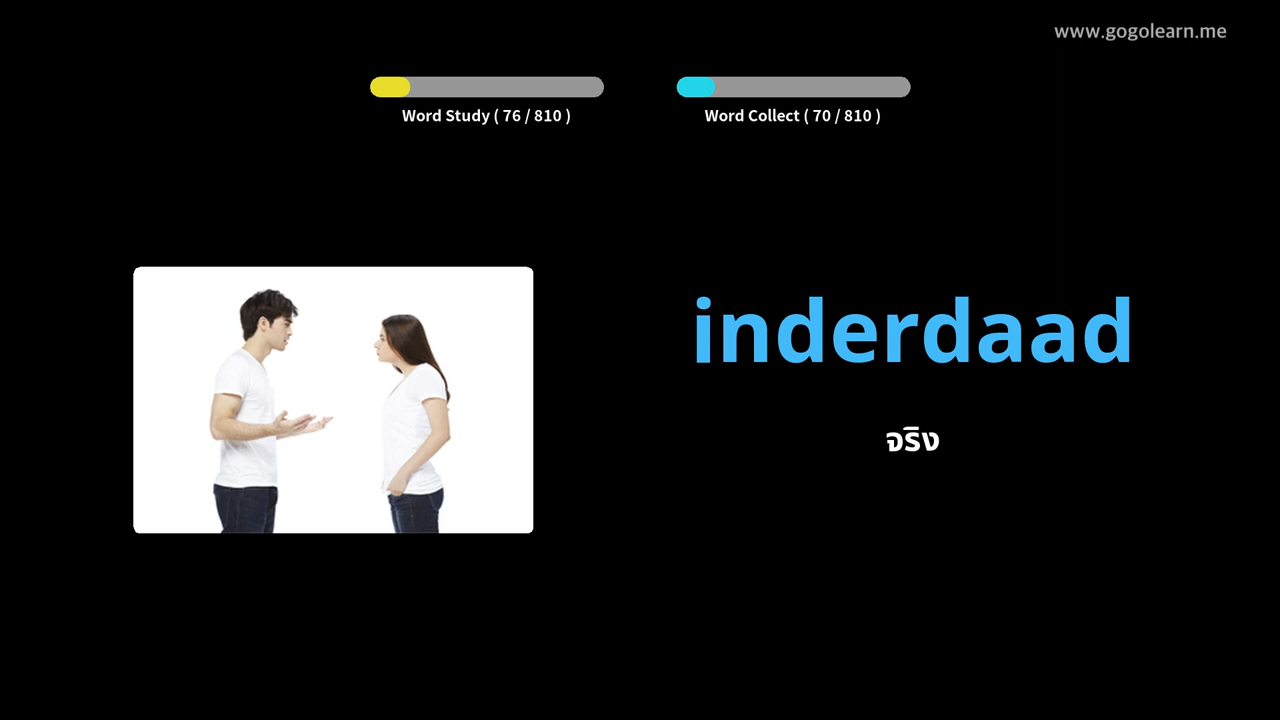 www.gogolearn.me
Word Study ( 76 / 810 )
Word Collect ( 70 / 810 )
inderdaad
จริง